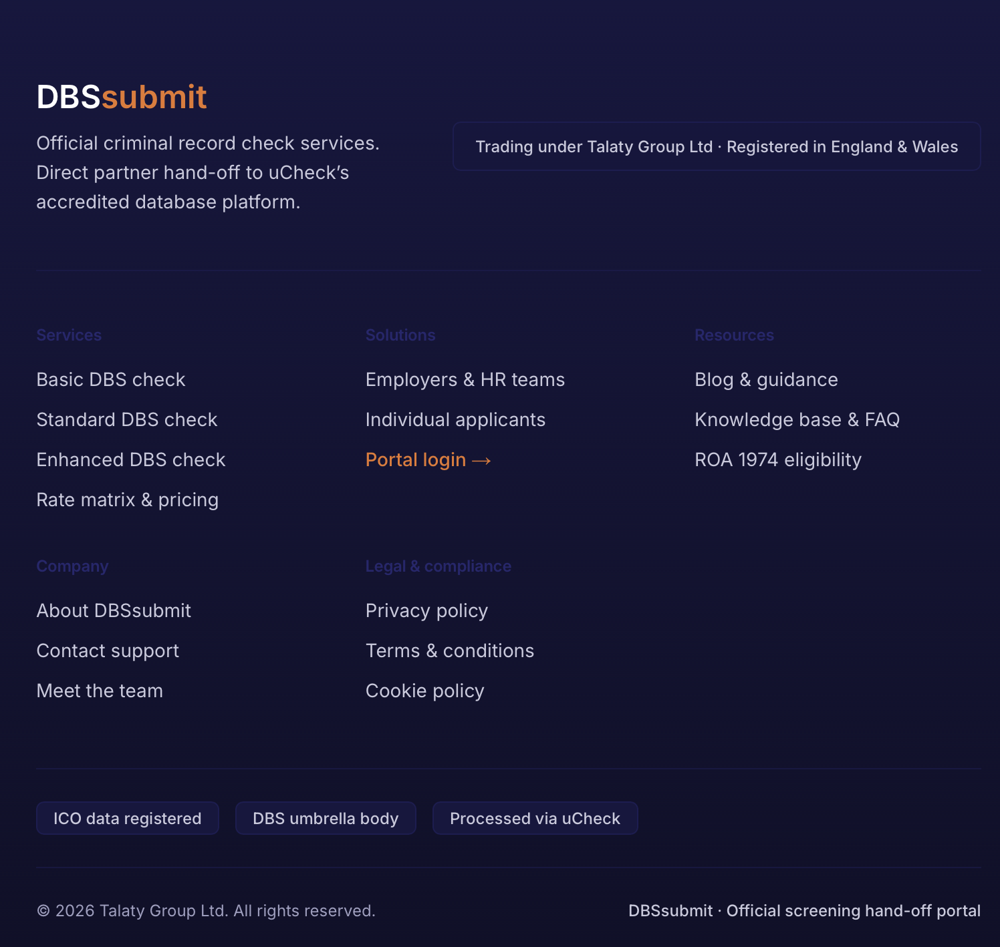 DBSsubmit
Official criminal record check services.
Direct partner hand-off to uCheck’s
accredited database platform.
Trading under Talaty Group Ltd · Registered in England & Wales
Services
Basic DBS check
Standard DBS check
Enhanced DBS check
Rate matrix & pricing
Solutions
Employers & HR teams
Individual applicants
Portal login →
Resources
Blog & guidance
Knowledge base & FAQ
ROA 1974 eligibility
Company
About DBSsubmit
Contact support
Meet the team
Legal & compliance
Privacy policy
Terms & conditions
Cookie policy
ICO data registered
DBS umbrella body
Processed via uCheck
© 2026 Talaty Group Ltd. All rights reserved.
DBSsubmit · Official screening hand-off portal